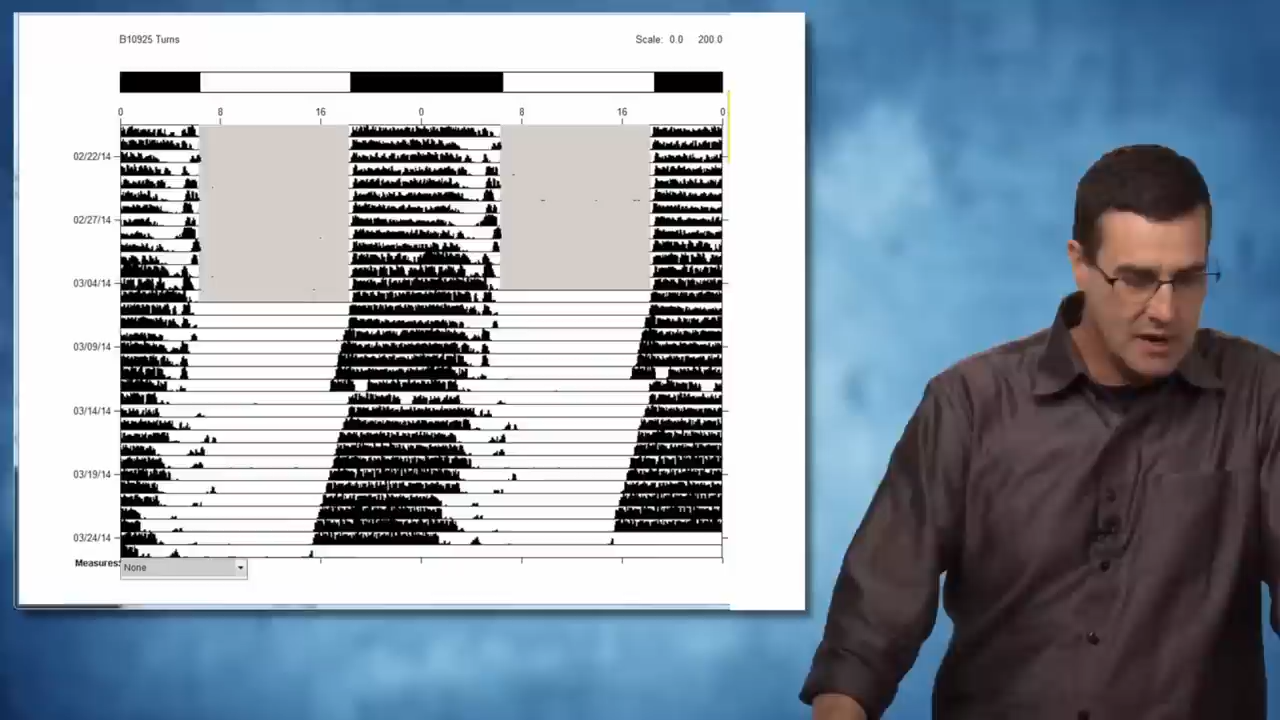 B10925 Turns
Scale: 0.0 200.0
0 8 16 0 8 16 0
02/22/14
02/27/14
03/04/14
03/09/14
03/14/14
03/19/14
03/24/14
Measures: None